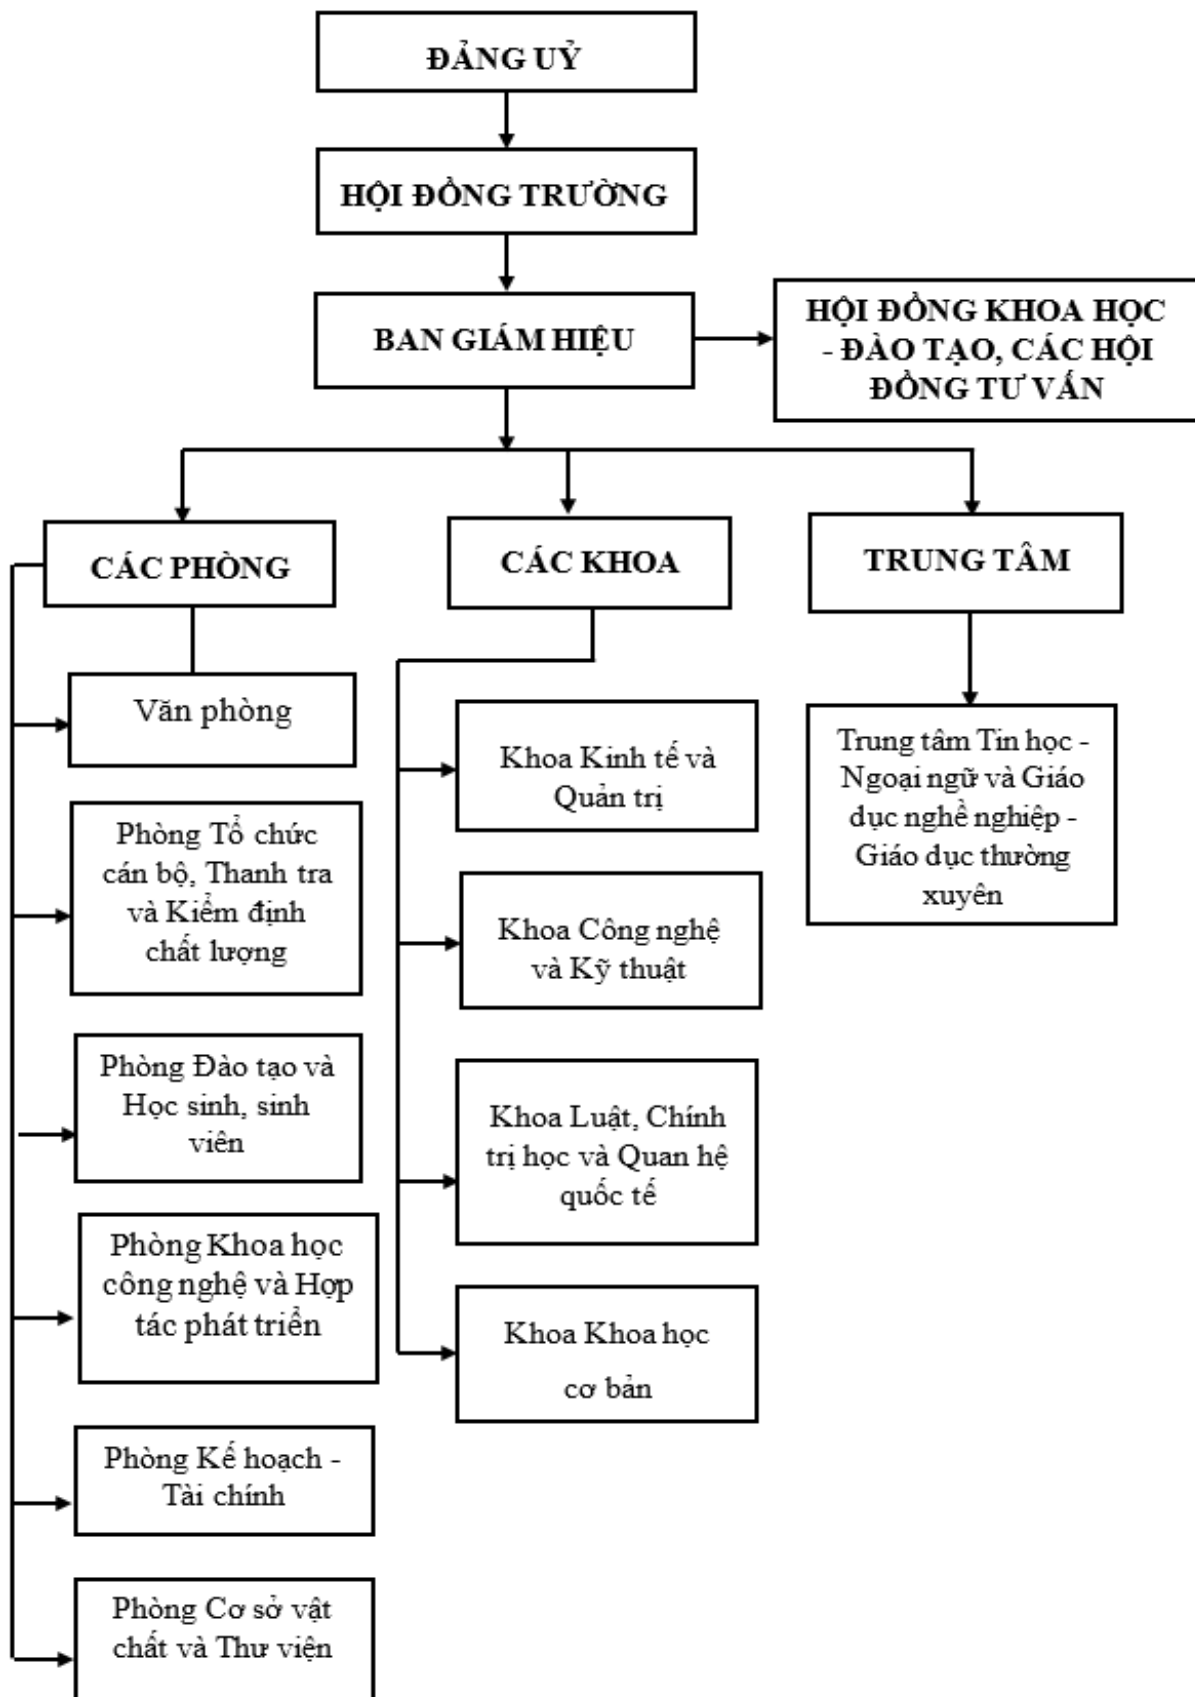 ĐẢNG UỶ
HỘI ĐỒNG TRƯỜNG
BAN GIÁM HIỆU
HỘI ĐỒNG KHOA HỌC
- ĐÀO TẠO, CÁC HỘI
ĐỒNG TƯ VẤN
CÁC PHÒNG
CÁC KHOA
TRUNG TÂM
Văn phòng
Phòng Tổ chức
cán bộ, Thanh tra
và Kiểm định
chất lượng
Phòng Đào tạo và
Học sinh, sinh
viên
Phòng Khoa học
công nghệ và Hợp
tác phát triển
Phòng Kế hoạch -
Tài chính
Phòng Cơ sở vật
chất và Thư viện
Khoa Kinh tế và
Quản trị
Khoa Công nghệ
và Kỹ thuật
Khoa Luật, Chính
trị học và Quan hệ
quốc tế
Khoa Khoa học
cơ bản
Trung tâm Tin học -
Ngoại ngữ và Giáo
dục nghề nghiệp -
Giáo dục thường
xuyên